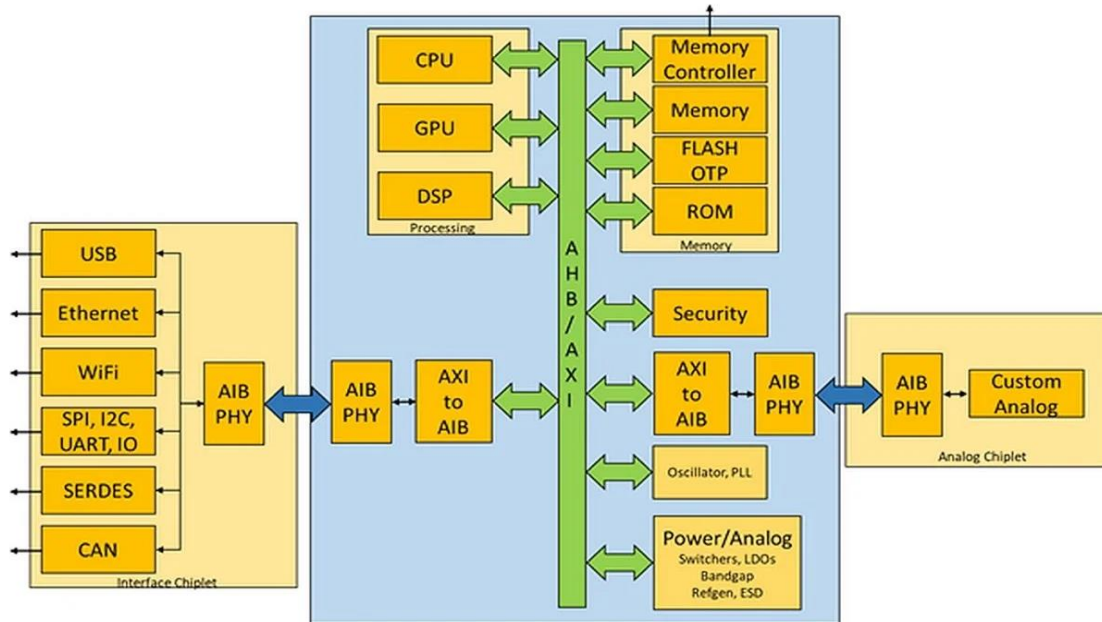 CPU
GPU
DSP
Processing
Memory
Controller
Memory
FLASH
OTP
ROM
Memory
AHB/AXI
USB
Ethernet
WiFi
SPI, I2C,
UART, IO
SERDES
CAN
Interface Chiplet
AIB
PHY
AIB
PHY
AXI
to
AIB
Security
AXI
to
AIB
AIB
PHY
AIB
PHY
Custom
Analog
Analog Chiplet
Oscillator, PLL
Power/Analog
Switchers, LDOs
Bandgap
Refgen, ESD